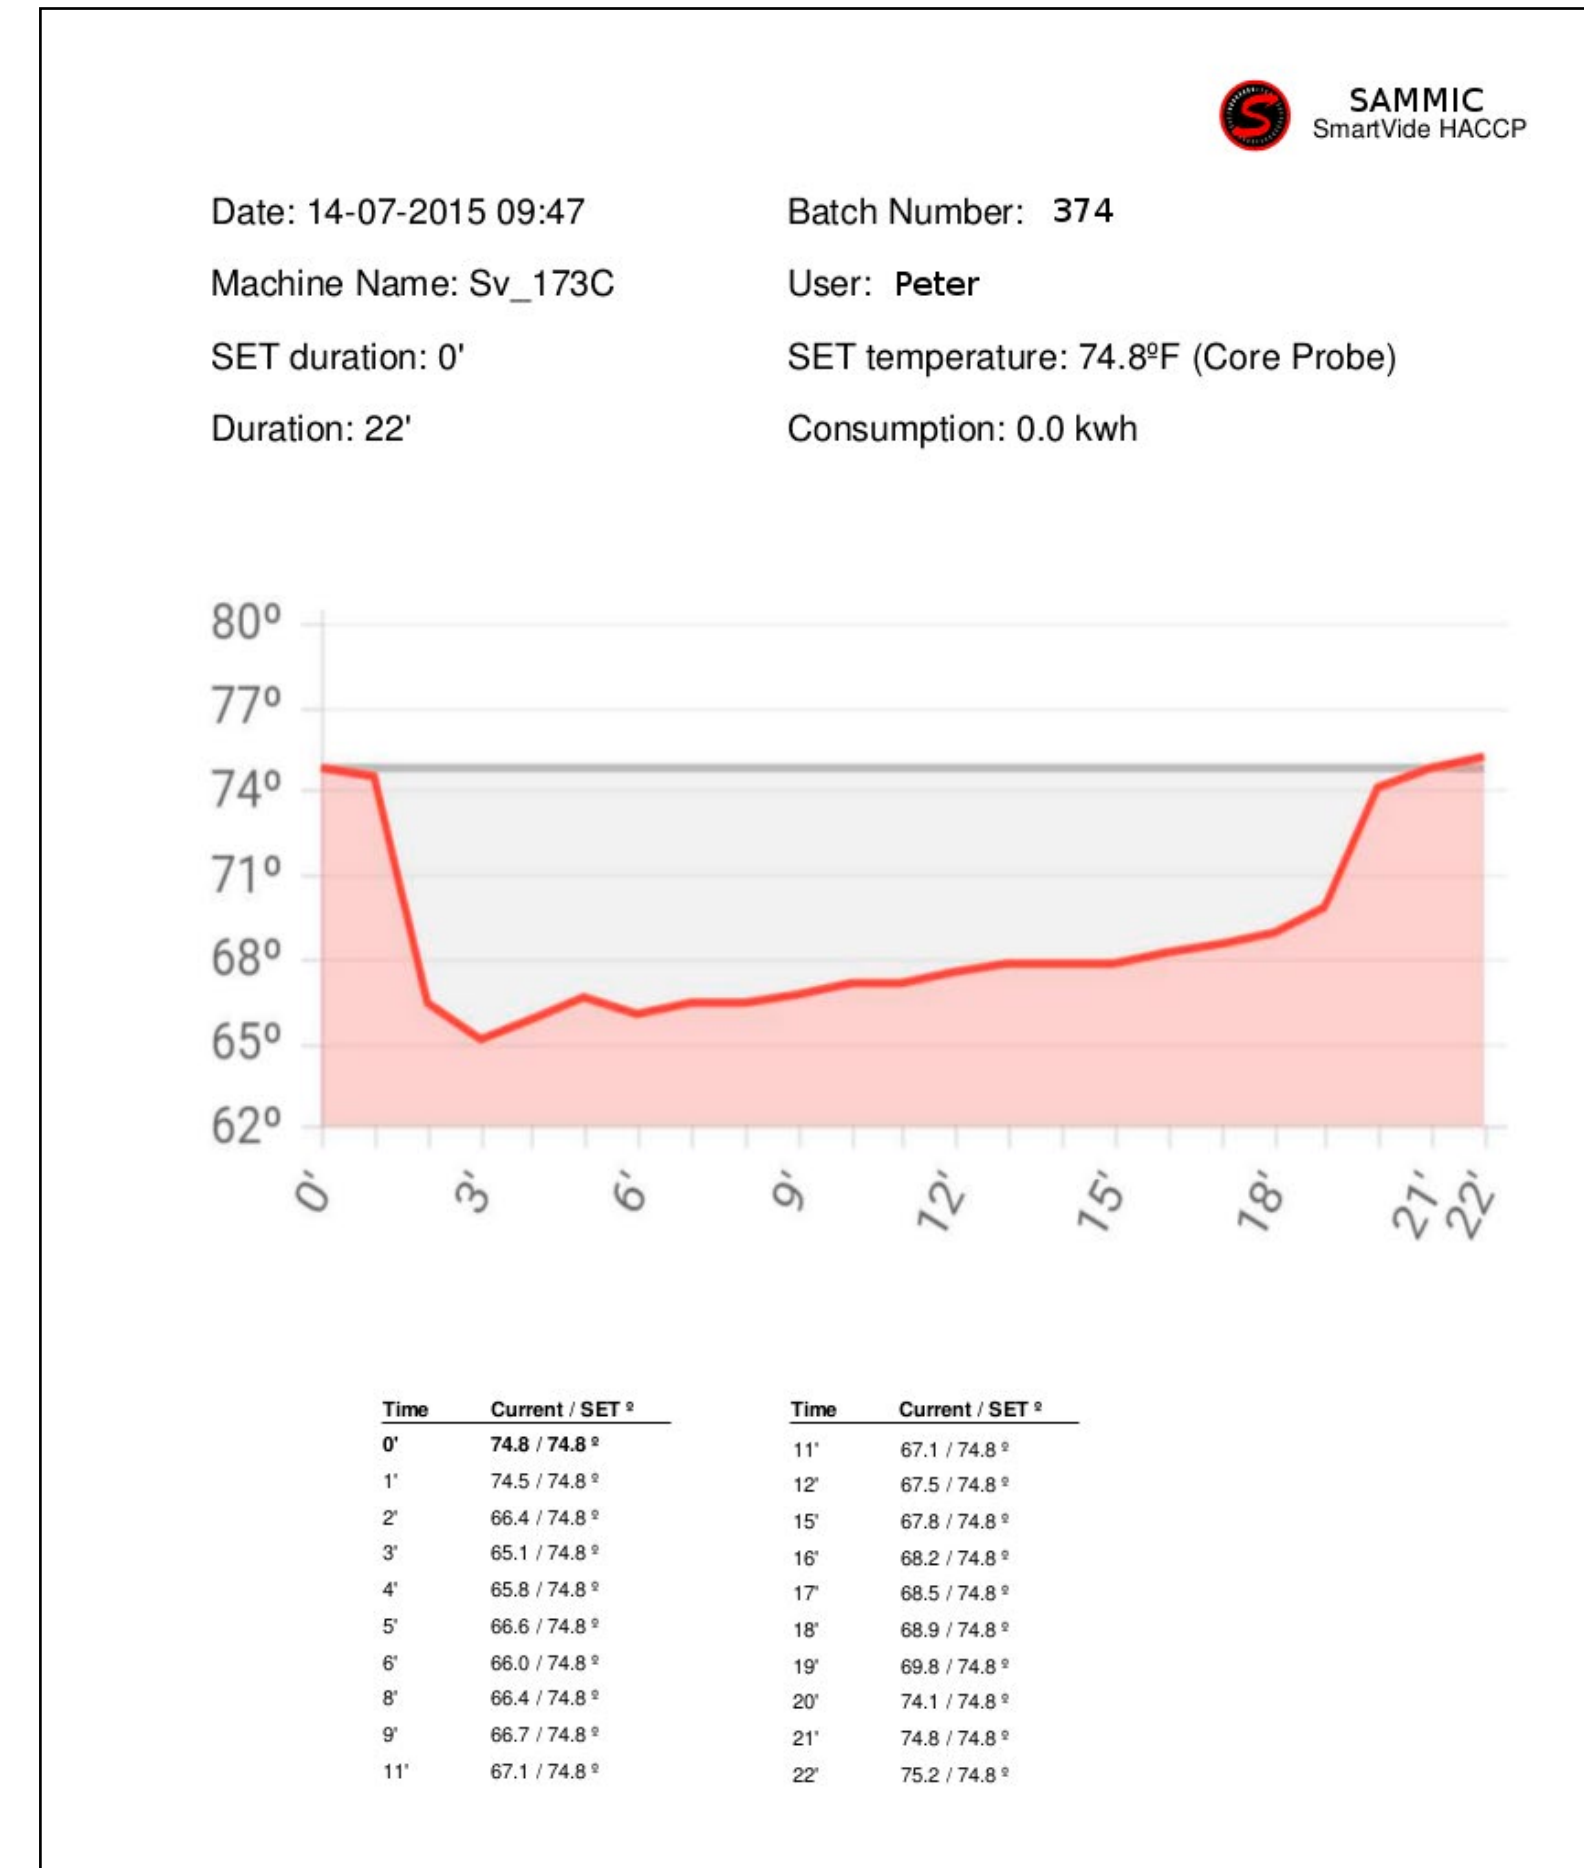 SAMMIC
SmartVide HACCP
Date: 14-07-2015 09:47
Batch Number: 374
Machine Name: Sv_173C
User: Peter
SET duration: 0'
SET temperature: 74.8ºF (Core Probe)
Duration: 22'
Consumption: 0.0 kwh
80º
77º
74º
71º
68º
65º
62º
0' 3' 6' 9' 12' 15' 18' 21' 22'
Time Current / SET º
0' 74.8 / 74.8 º
1' 74.5 / 74.8 º
2' 66.4 / 74.8 º
3' 65.1 / 74.8 º
4' 65.8 / 74.8 º
5' 66.6 / 74.8 º
6' 66.0 / 74.8 º
8' 66.4 / 74.8 º
9' 66.7 / 74.8 º
11' 67.1 / 74.8 º
Time Current / SET º
11' 67.1 / 74.8 º
12' 67.5 / 74.8 º
15' 67.8 / 74.8 º
16' 68.2 / 74.8 º
17' 68.5 / 74.8 º
18' 68.9 / 74.8 º
19' 69.8 / 74.8 º
20' 74.1 / 74.8 º
21' 74.8 / 74.8 º
22' 75.2 / 74.8 º